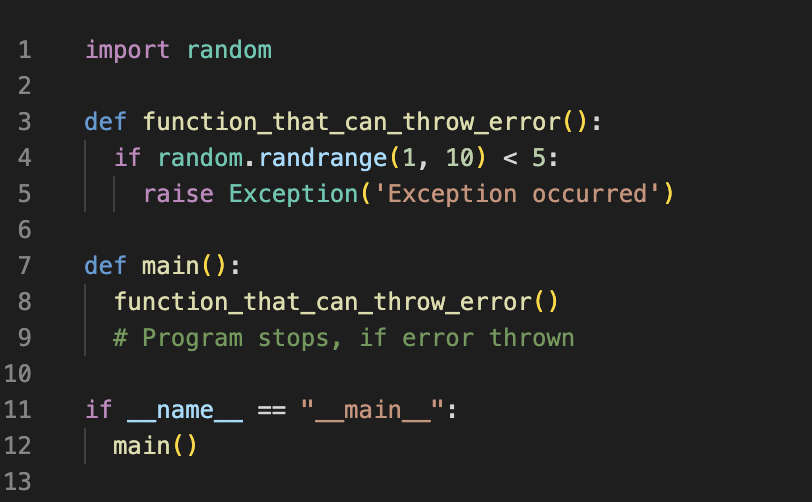 1 import random
2
3 def function_that_can_throw_error():
4   if random.randrange(1, 10) < 5:
5     raise Exception('Exception occurred')
6
7 def main():
8   function_that_can_throw_error()
9   # Program stops, if error thrown
10
11 if __name__ == "__main__":
12   main()
13